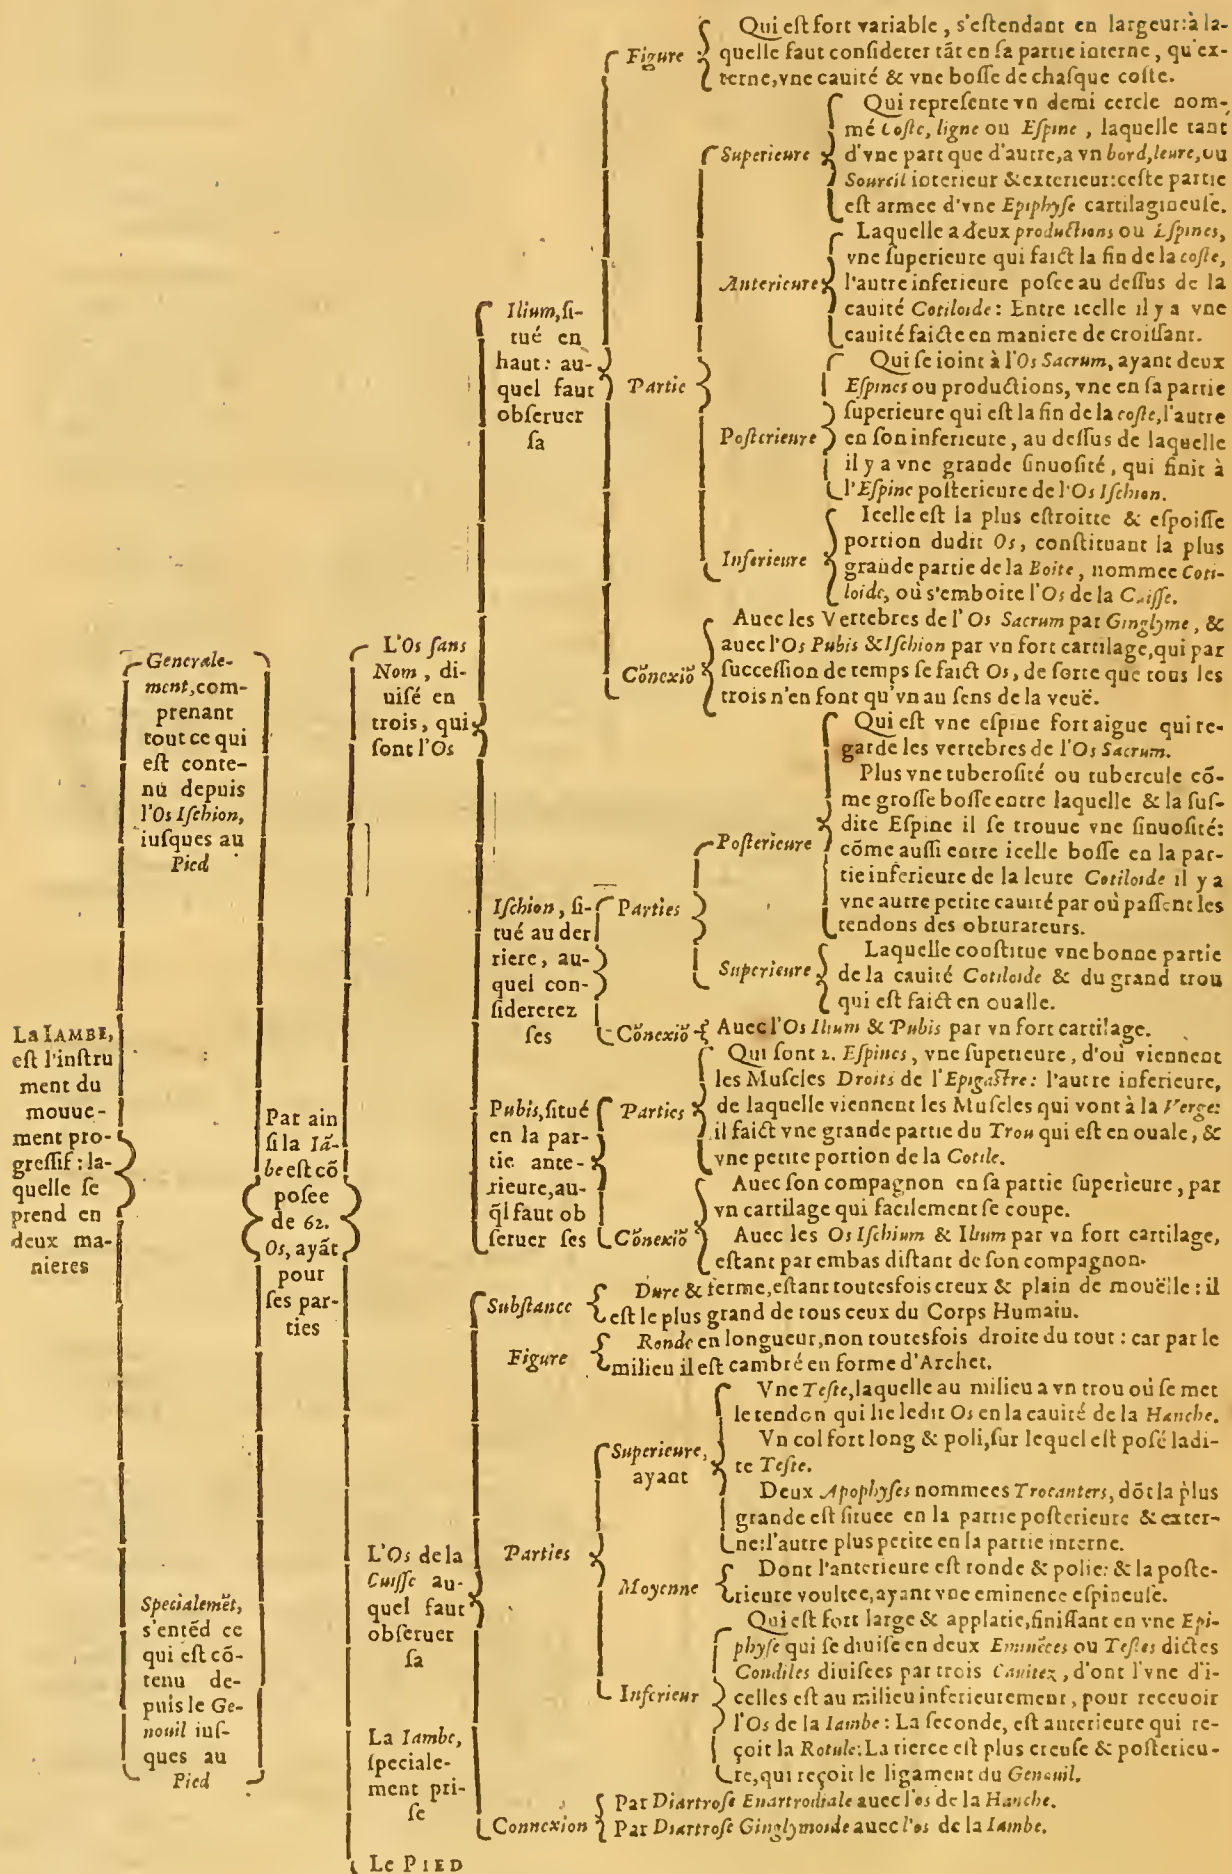 La IAMBE,
est l'instru
ment du
mouue-
ment pro-
gressif : la-
quelle se
prend en
deux ma-
nieres
Generale-
ment, com-
prenant
tout ce qui
est conte-
nu depuis
l'Os Ischion,
iusques au
Pied
Specialemēt,
s'entēd ce
qui est cō-
tenu de-
puis le Ge-
nouil ius-
ques au
Pied
Par ain
si la Iā-
be est cō
posee
de 62.
Os, ayāt
pour
ses par-
ties
L'Os sans
Nom, di-
uisé en
trois, qui
sont l'Os
Ilium, si-
tué en
haut : au-
quel faut
obseruer
sa
Figure
Qui est fort variable, s'estendant en largeur: à la-
quelle faut considerer tāt en sa partie interne, qu'ex-
terne, vne cauité & vne bosse de chasque coste.
Partie
Superieure
Qui represente vn demi cercle nom-
mé Coste, ligne ou Espine, laquelle tant
d'vne part que d'autre, a vn bord, leure, ou
Sourcil interieur & exterieur: ceste partie
est armee d'vne Epiphyse cartilagineuse.
Anterieure
Laquelle a deux productions ou Espines,
vne superieure qui faict la fin de la coste,
l'autre inferieure posee au dessus de la
cauité Cotiloide: Entre icelle il y a vne
cauité faicte en maniere de croissant.
Posterieure
Qui se ioint à l'Os Sacrum, ayant deux
Espines ou productions, vne en sa partie
superieure qui est la fin de la coste, l'autre
en son inferieure, au dessus de laquelle
il y a vne grande sinuosité, qui finit à
l'Espine posterieure de l'Os Ischion.
Inferieure
Icelle est la plus estroitte & espoisse
portion dudit Os, constituant la plus
grande partie de la Boite, nommee Coti-
loide, où s'emboite l'Os de la Cuisse.
Cōnexiō
Auec les Vertebres de l'Os Sacrum par Ginglyme, &
auec l'Os Pubis & Ischion par vn fort cartilage, qui par
succession de temps se faict Os, de sorte que tous les
trois n'en font qu'vn au sens de la veuë.
Ischion, si-
tué au der
riere, au-
quel con-
sidererez
ses
Parties
Posterieure
Qui est vne espine fort aigue qui re-
garde les vertebres de l'Os Sacrum.
Plus vne tuberosité ou tubercule cō-
me grosse bosse entre laquelle & la sus-
dite Espine il se trouue vne sinuosité:
cōme aussi entre icelle bosse en la par-
tie inferieure de la leure Cotiloide il y a
vne autre petite cauité par où passent les
tendons des obturateurs.
Superieure
Laquelle constitue vne bonne partie
de la cauité Cotiloide & du grand trou
qui est faict en oualle.
Cōnexiō
Auec l'Os Ilium & Pubis par vn fort cartilage.
Pubis, situé
en la par-
tie ante-
rieure, au-
q̄l faut ob
seruer ses
Parties
Qui sont 2. Espines, vne superieure, d'où viennent
les Muscles Droits de l'Epigastre: l'autre inferieure,
de laquelle viennent les Muscles qui vont à la Verge:
il faict vne grande partie du Trou qui est en ouale, &
vne petite portion de la Cotile.
Cōnexiō
Auec son compagnon en sa partie superieure, par
vn cartilage qui facilement se coupe.
Auec les Os Ischium & Ilium par vn fort cartilage,
estant par embas distant de son compagnon.
L'Os de la
Cuisse au-
quel faut
obseruer
sa
Substance
Dure & ferme, estant toutesfois creux & plain de mouëlle : il
est le plus grand de tous ceux du Corps Humain.
Figure
Ronde en longueur, non toutesfois droite du tout : car par le
milieu il est cambré en forme d'Archet.
Parties
Superieure,
ayant
Vne Teste, laquelle au milieu a vn trou où se met
le tendon qui lie ledit Os en la cauité de la Hanche.
Vn col fort long & poli, sur lequel est posé ladi-
te Teste.
Deux Apophyses nommees Trocanters, dōt la plus
grande est situee en la partie posterieure & exter-
ne: l'autre plus petite en la partie interne.
Moyenne
Dont l'anterieure est ronde & polie: & la poste-
rieure voultee, ayant vne eminence espineuse.
Inferieur
Qui est fort large & applatie, finissant en vne Epi-
physe qui se diuise en deux Eminēces ou Testes dictes
Condiles diuisees par trois Cauitez, d'ont l'vne d'i-
celles est au milieu inferieurement, pour receuoir
l'Os de la Iambe: La seconde, est anterieure qui re-
çoit la Rotule: La tierce est plus creuse & posterieu-
re, qui reçoit le ligament du Genouil.
Connexion
Par Diartrose Enartrodiale auec l'os de la Hanche.
Par Diartrose Ginglymoide auec l'os de la Iambe.
La Iambe,
speciale-
ment pri-
se
Le PIED